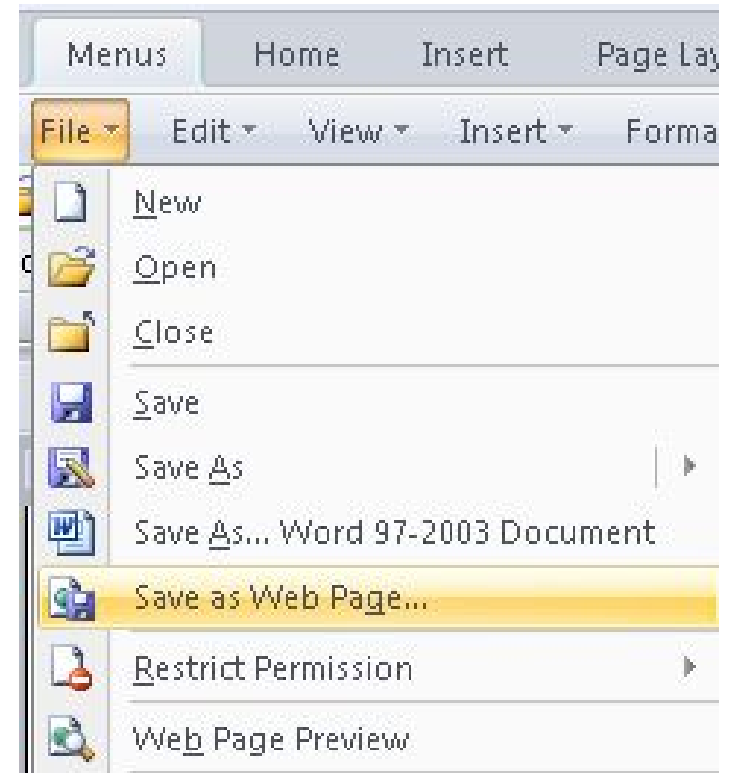 Menus Home Insert Page Lay
File Edit View Insert Forma
New
Open
Close
Save
Save As
Save As... Word 97-2003 Document
Save as Web Page...
Restrict Permission
Web Page Preview